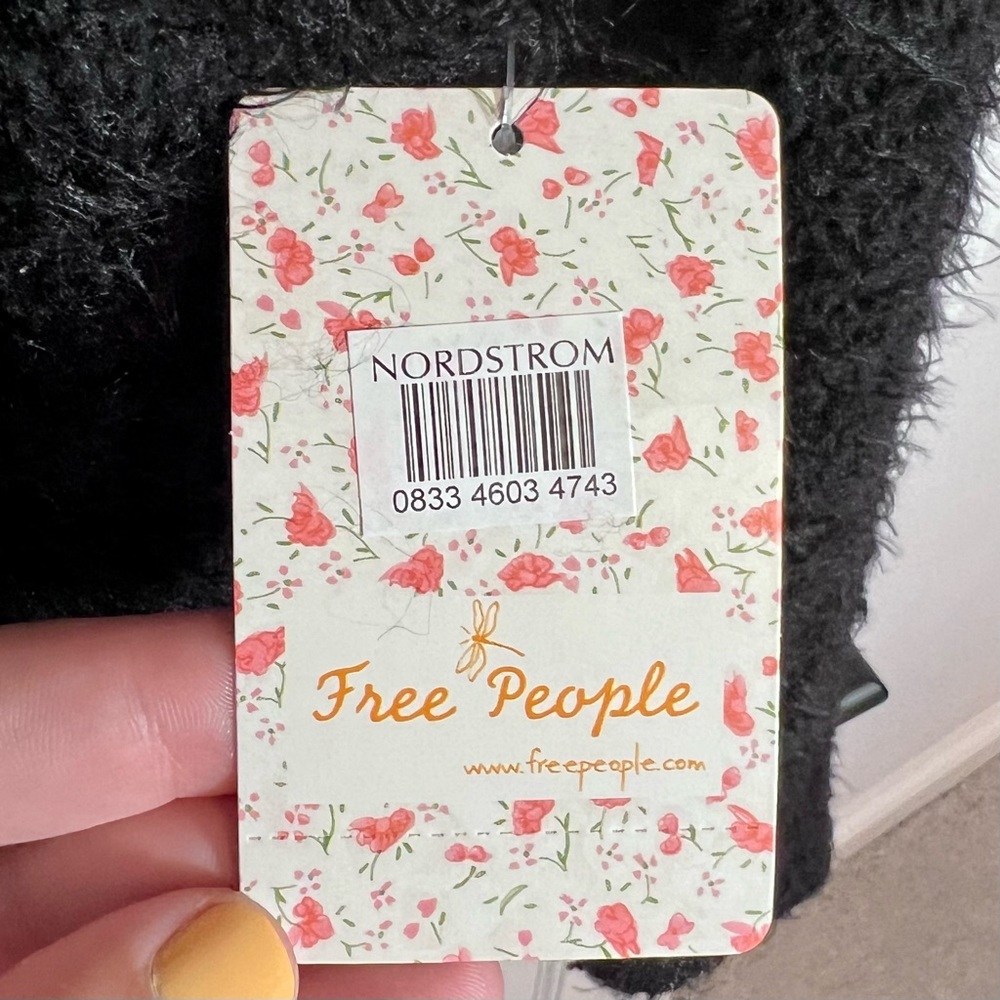 NORDSTROM
0833 4603 4743
Free People
www.freepeople.com